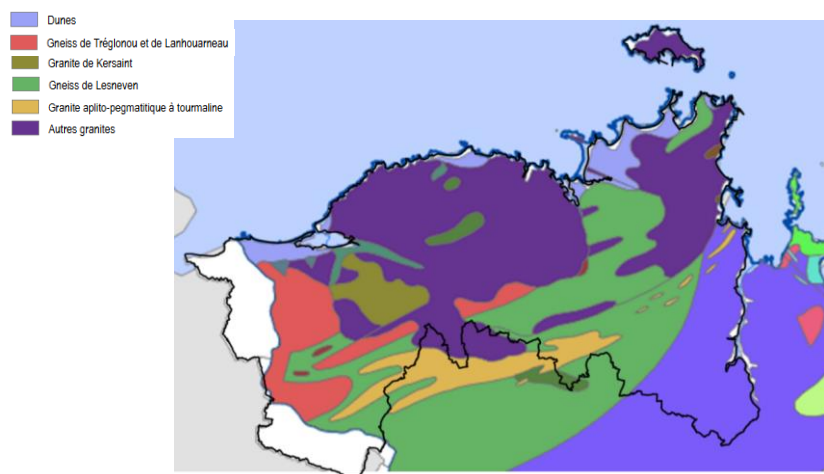 Dunes
Gneiss de Tréglonou et de Lanhouarneau
Granite de Kersaint
Gneiss de Lesneven
Granite aplito-pegmatitique à tourmaline
Autres granites